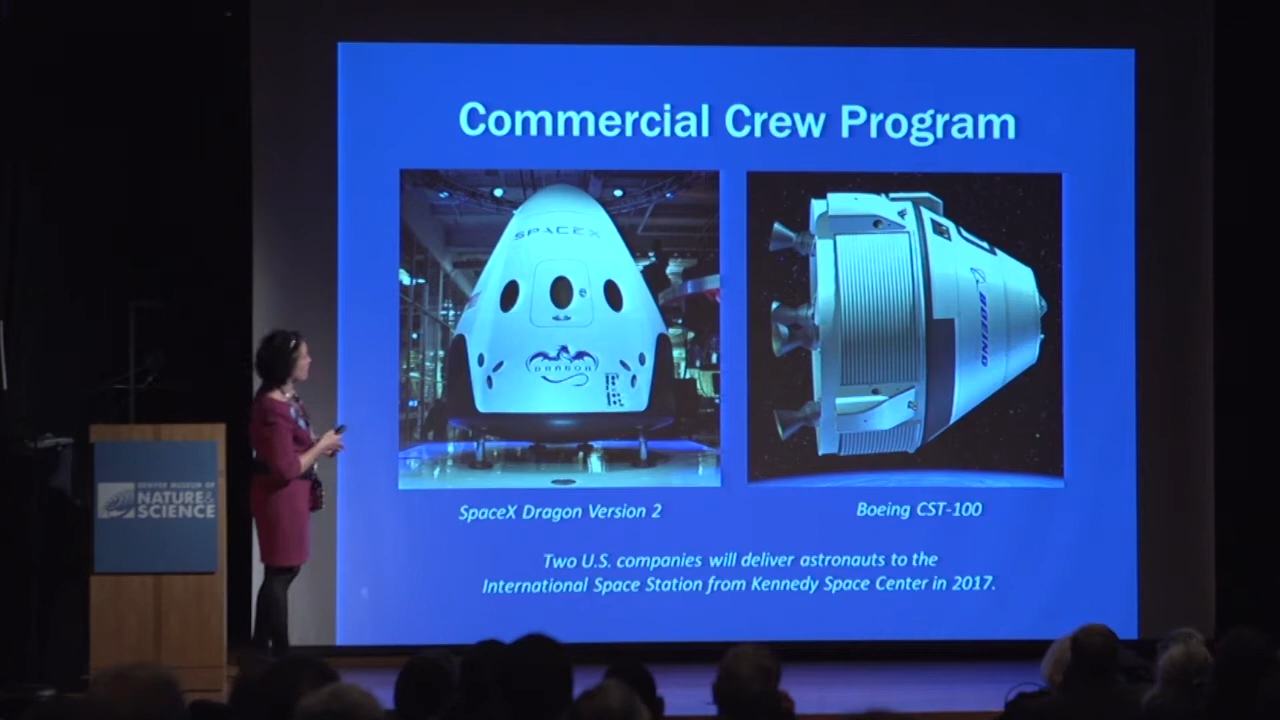 Commercial Crew Program
SPACEX
DRAGON
BOEING
SpaceX Dragon Version 2
Boeing CST-100
Two U.S. companies will deliver astronauts to the
International Space Station from Kennedy Space Center in 2017.
DENVER MUSEUM OF
NATURE &
SCIENCE